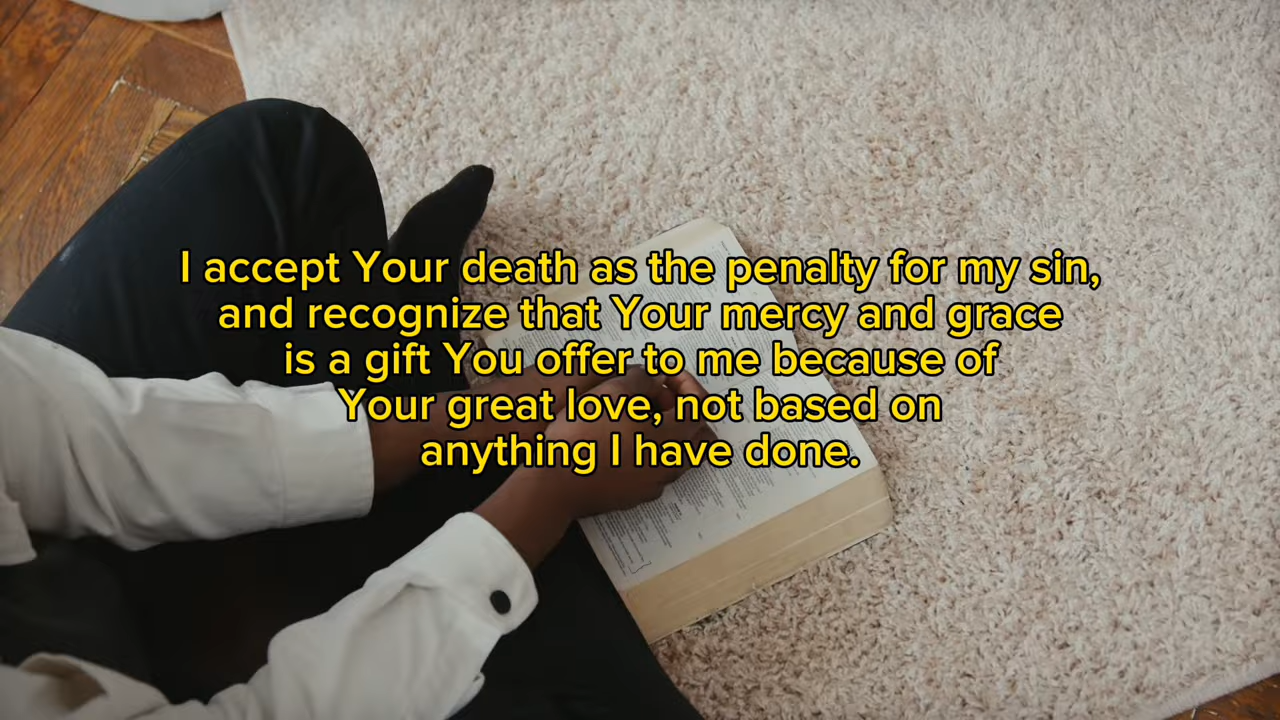 I accept Your death as the penalty for my sin,
and recognize that Your mercy and grace
is a gift You offer to me because of
Your great love, not based on
anything I have done.